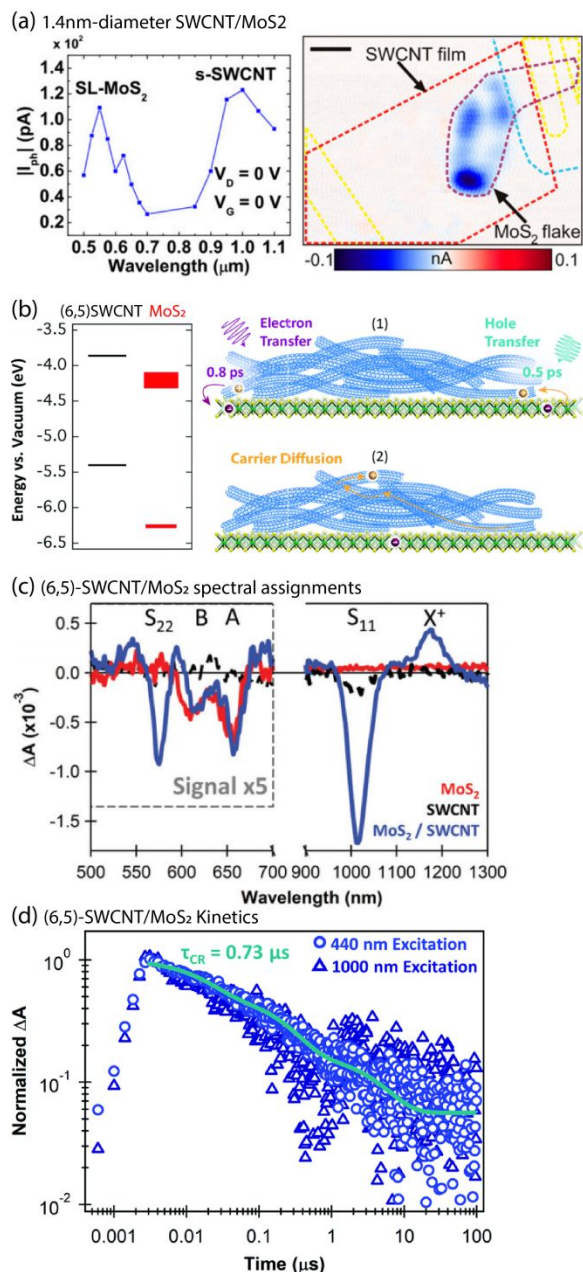 (a) 1.4nm-diameter SWCNT/MoS2
x 10²
1.4
1.2
1.0
0.8
0.6
0.4
0.2
0
|Iph| (pA)
SL-MoS₂
s-SWCNT
V_D = 0 V
V_G = 0 V
0.5 0.6 0.7 0.8 0.9 1.0 1.1
Wavelength (μm)
SWCNT film
MoS₂ flake
-0.1 nA 0.1
(b)
(6,5)SWCNT MoS₂
-3.5
-4.0
-4.5
-5.0
-5.5
-6.0
-6.5
Energy vs. Vacuum (eV)
Electron
Transfer
(1)
Hole
Transfer
0.8 ps
0.5 ps
Carrier Diffusion
(2)
(c) (6,5)-SWCNT/MoS₂ spectral assignments
0.5
0.0
-0.5
-1.0
-1.5
ΔA (x10⁻³)
S₂₂ B A
S₁₁ X⁺
Signal x5
MoS₂
SWCNT
MoS₂ / SWCNT
500 550 600 650 700 900 1000 1100 1200 1300
Wavelength (nm)
(d) (6,5)-SWCNT/MoS₂ Kinetics
10⁰
10⁻¹
10⁻²
Normalized ΔA
τCR = 0.73 μs
440 nm Excitation
1000 nm Excitation
0.001 0.01 0.1 1 10 100
Time (μs)